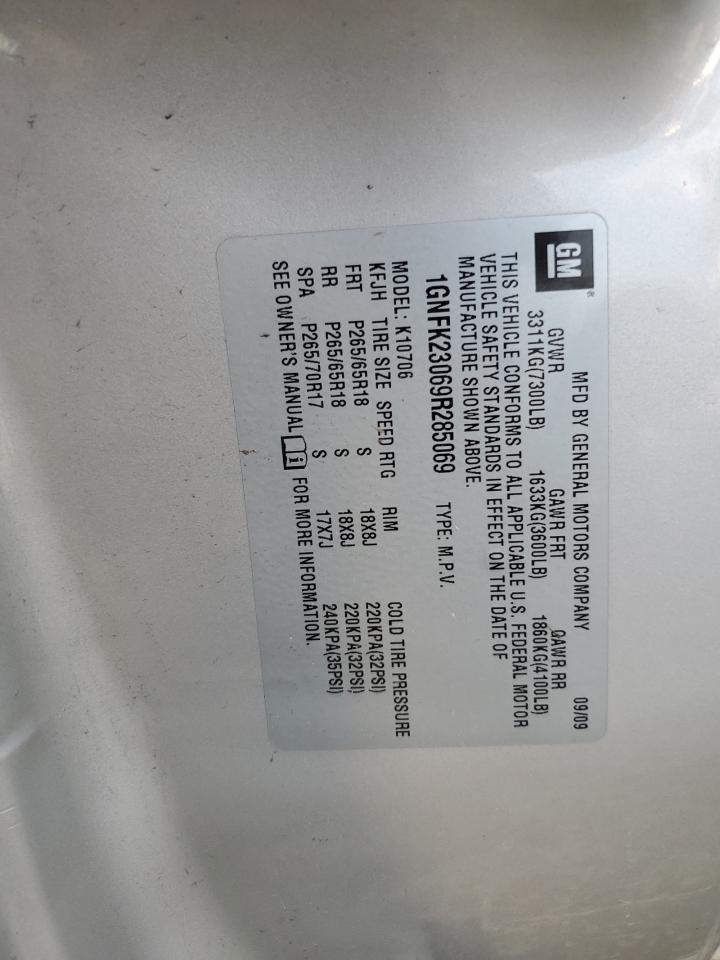 GM®
MFD BY GENERAL MOTORS COMPANY 09/09
GVWR GAWR FRT GAWR RR
3311KG(7300LB) 1633KG(3600LB) 1860KG(4100LB)
THIS VEHICLE CONFORMS TO ALL APPLICABLE U.S. FEDERAL MOTOR
VEHICLE SAFETY STANDARDS IN EFFECT ON THE DATE OF
MANUFACTURE SHOWN ABOVE.
1GNFK23069R285069 TYPE: M.P.V.
MODEL: K10706
KFJH TIRE SIZE SPEED RTG RIM COLD TIRE PRESSURE
FRT P265/65R18 S 18X8J 220KPA(32PSI)
RR P265/65R18 S 18X8J 220KPA(32PSI)
SPA P265/70R17 S 17X7J 240KPA(35PSI)
SEE OWNER'S MANUAL i FOR MORE INFORMATION.